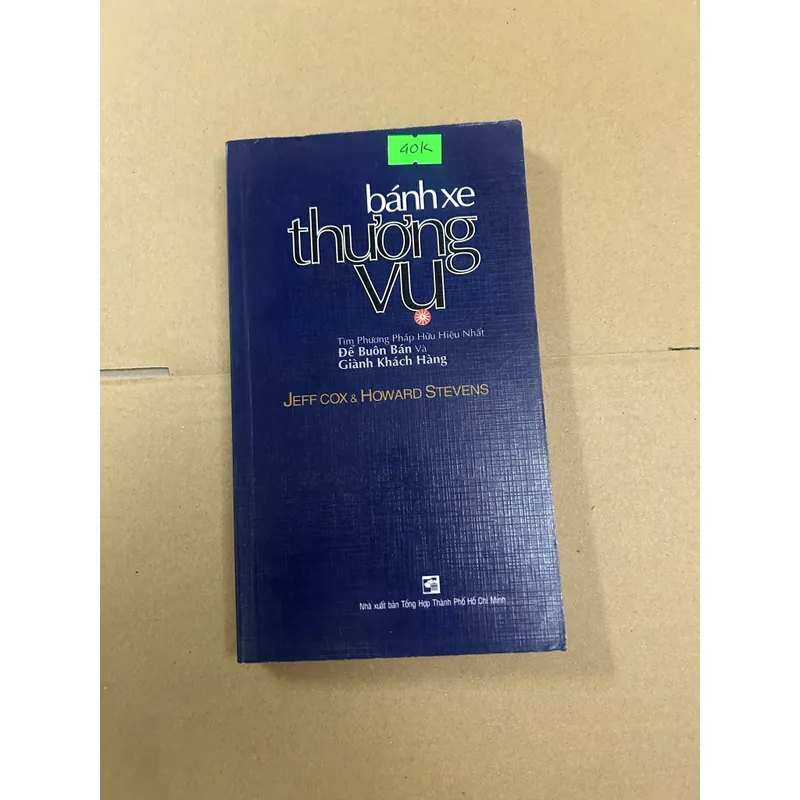 40K
bánh xe
thương
vụ
Tìm Phương Pháp Hữu Hiệu Nhất
Để Buôn Bán Và
Giành Khách Hàng
JEFF COX & HOWARD STEVENS
Nhà xuất bản Tổng Hợp Thành Phố Hồ Chí Minh